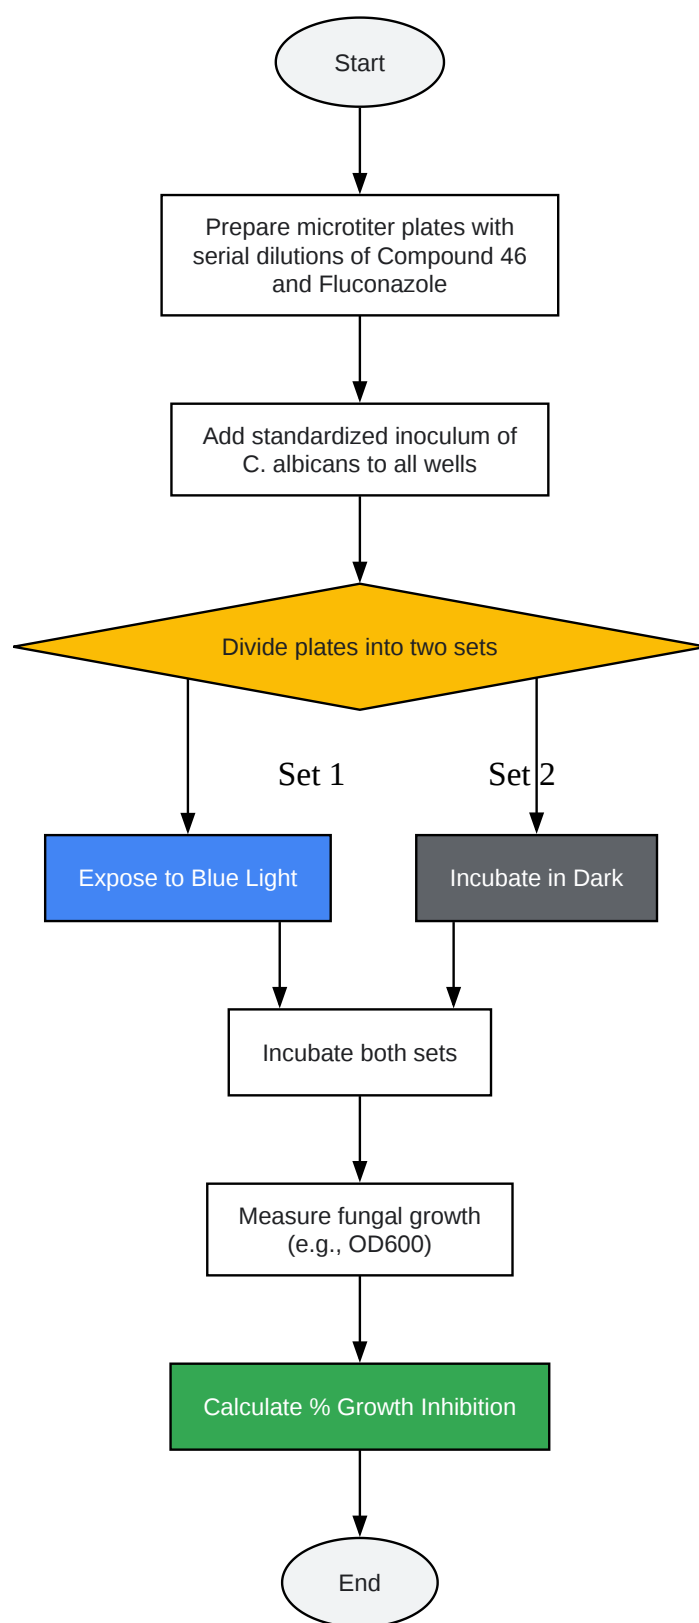 Start
Prepare microtiter plates with
serial dilutions of Compound 46
and Fluconazole
Add standardized inoculum of
C. albicans to all wells
Divide plates into two sets
Set 1
Set 2
Expose to Blue Light
Incubate in Dark
Incubate both sets
Measure fungal growth
(e.g., OD600)
Calculate % Growth Inhibition
End